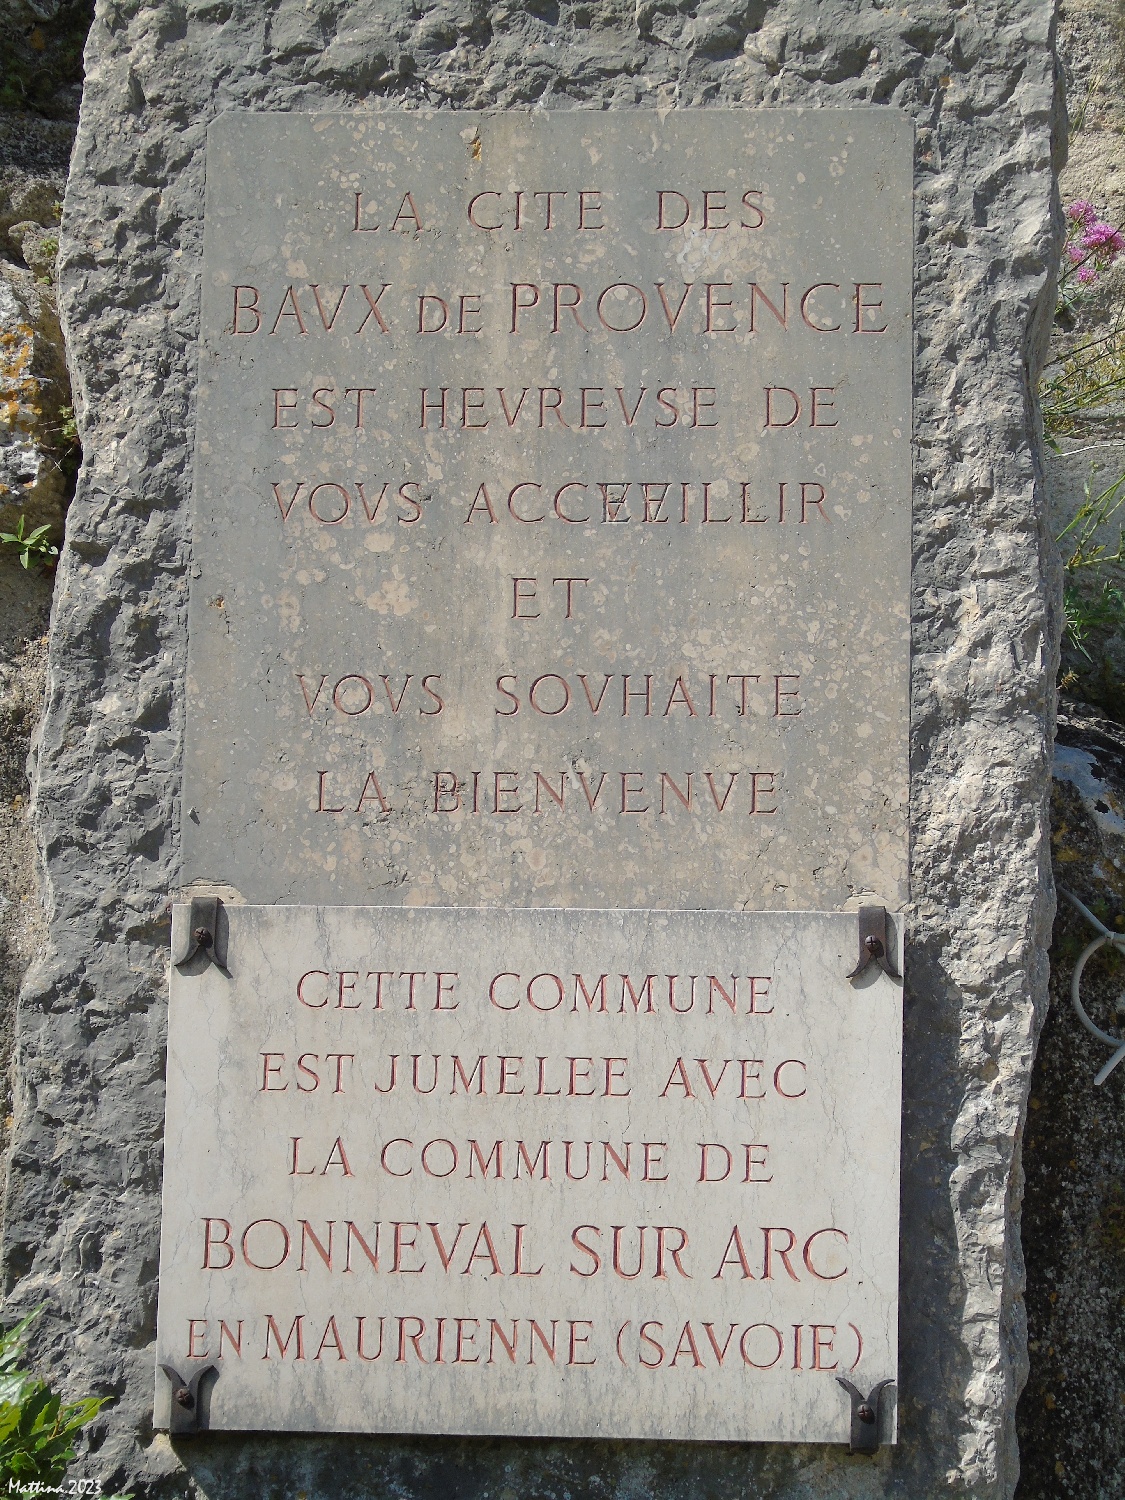 LA CITE DES
BAVX DE PROVENCE
EST HEVREVSE DE
VOVS ACCEVEILLIR
ET
VOVS SOVHAITE
LA BIENVENVE
CETTE COMMUNE
EST JUMELEE AVEC
LA COMMUNE DE
BONNEVAL SUR ARC
EN MAURIENNE (SAVOIE)
Mattina.2023